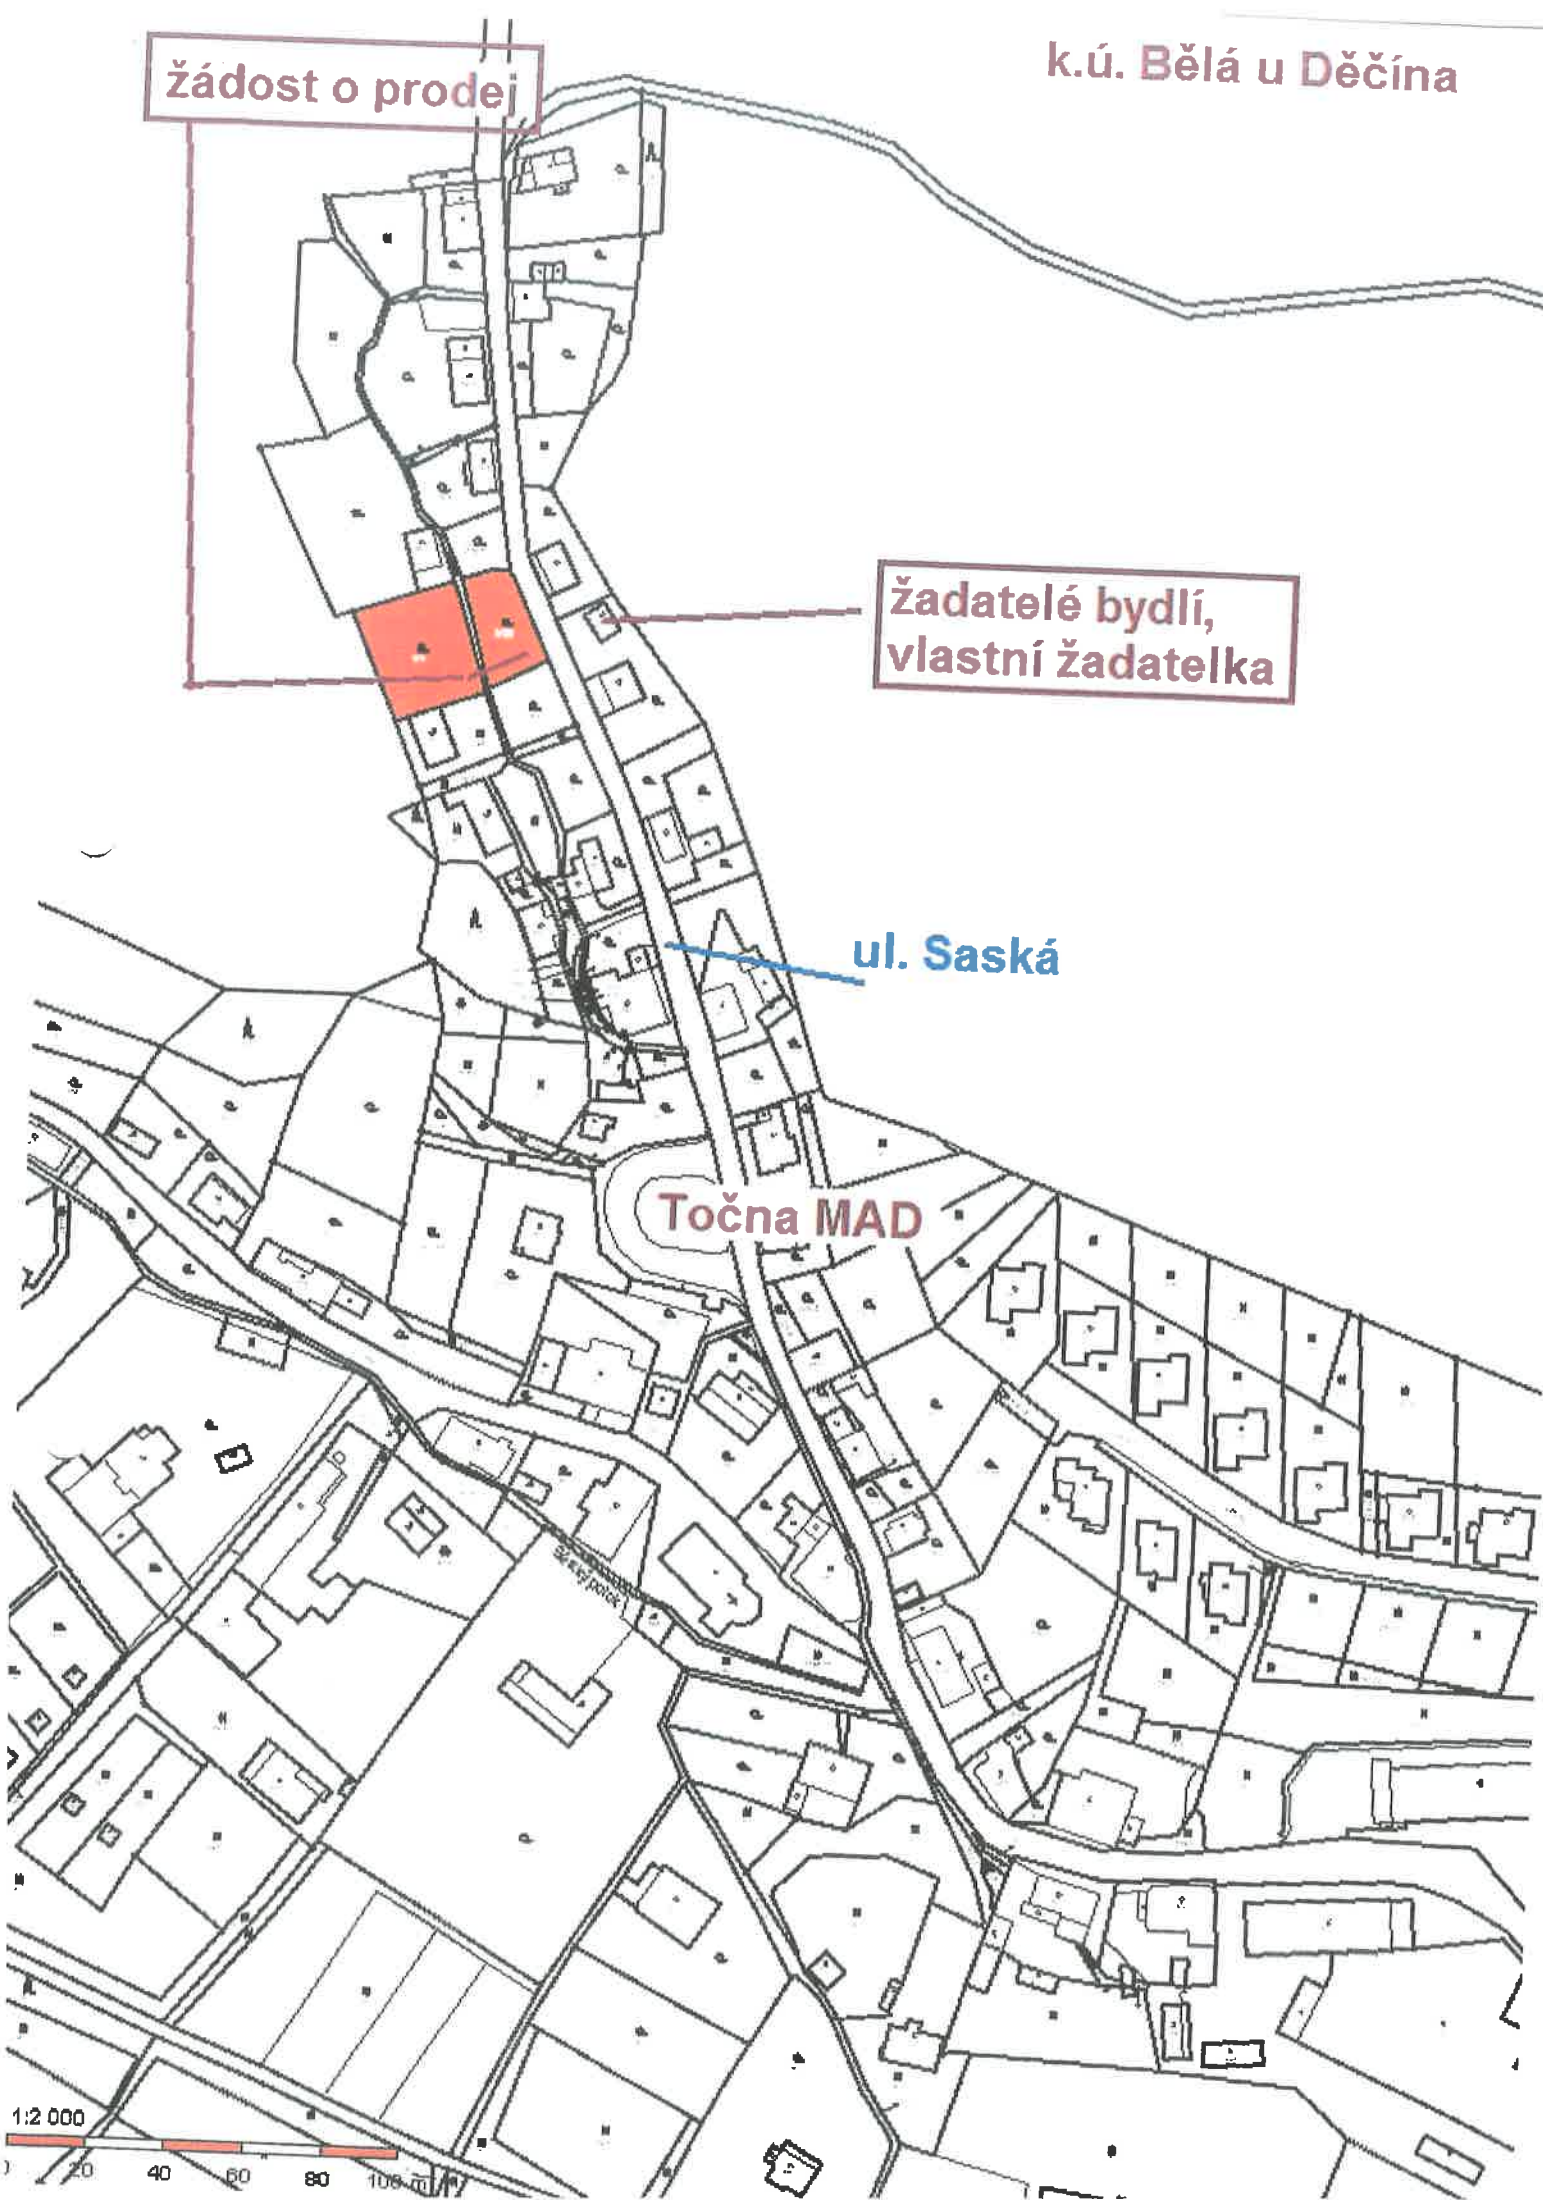 žádost o prodej
k.ú. Bělá u Děčína
žadatelé bydlí,
vlastní žadatelka
ul. Saská
Točna MAD
1:2 000
20 40 60 80 100 m